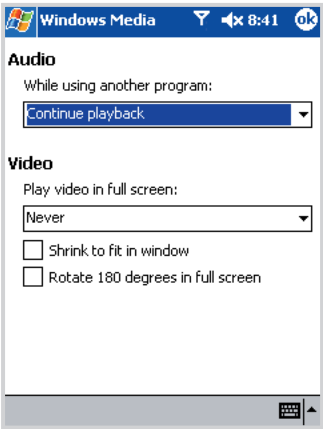 Windows Media 8:41 ok
Audio
While using another program:
Continue playback
Video
Play video in full screen:
Never
Shrink to fit in window
Rotate 180 degrees in full screen